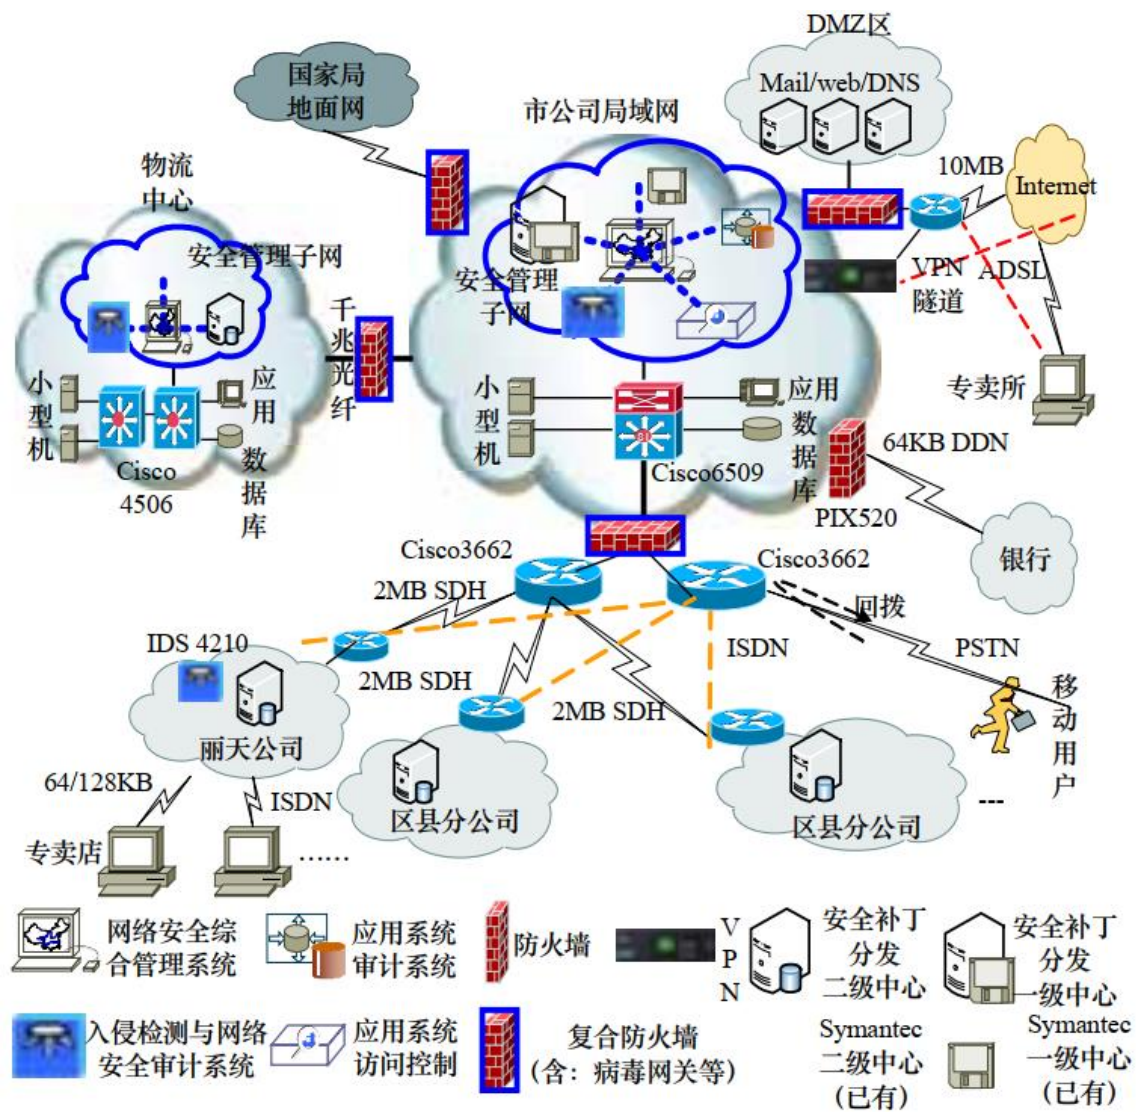 DMZ区
Mail/web/DNS
国家局
地面网
市公司局域网
10MB
Internet
物流
中心
安全管理子网
安全管理
子网
VPN
隧道
ADSL
千兆光纤
专卖所
小型机
应用
数据库
Cisco
4506
小型机
应用
数据库
Cisco6509
64KB DDN
PIX520
银行
Cisco3662
Cisco3662
2MB SDH
回拨
IDS 4210
2MB SDH
ISDN
PSTN
2MB SDH
移动用户
丽天公司
64/128KB
ISDN
区县分公司
区县分公司
---
专卖店
……
网络安全综
合管理系统
应用系统
审计系统
防火墙
VPN
安全补丁
分发
二级中心
安全补丁
分发
一级中心
入侵检测与网络
安全审计系统
应用系统
访问控制
复合防火墙
(含：病毒网关等)
Symantec
二级中心
(已有)
Symantec
一级中心
(已有)